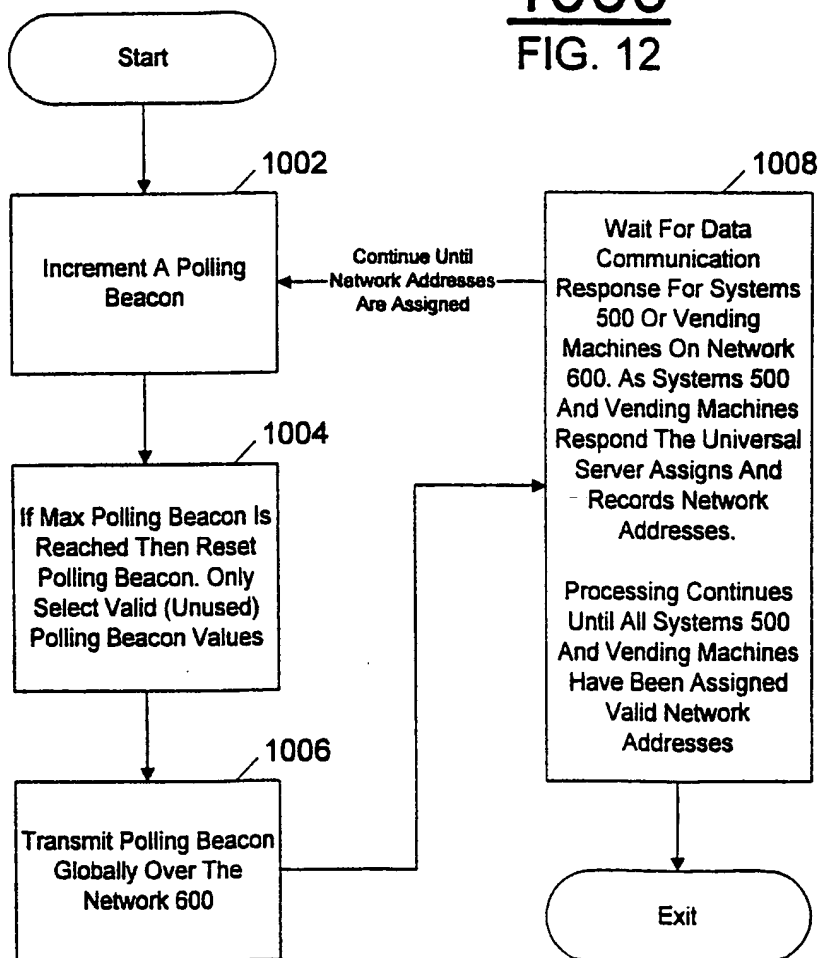 FIG. 12
Start
1002
Increment A Polling
Beacon
Continue Until
Network Addresses
Are Assigned
1004
If Max Polling Beacon Is
Reached Then Reset
Polling Beacon. Only
Select Valid (Unused)
Polling Beacon Values
1006
Transmit Polling Beacon
Globally Over The
Network 600
1008
Wait For Data
Communication
Response For Systems
500 Or Vending
Machines On Network
600. As Systems 500
And Vending Machines
Respond The Universal
Server Assigns And
Records Network
Addresses.
Processing Continues
Until All Systems 500
And Vending Machines
Have Been Assigned
Valid Network
Addresses
Exit